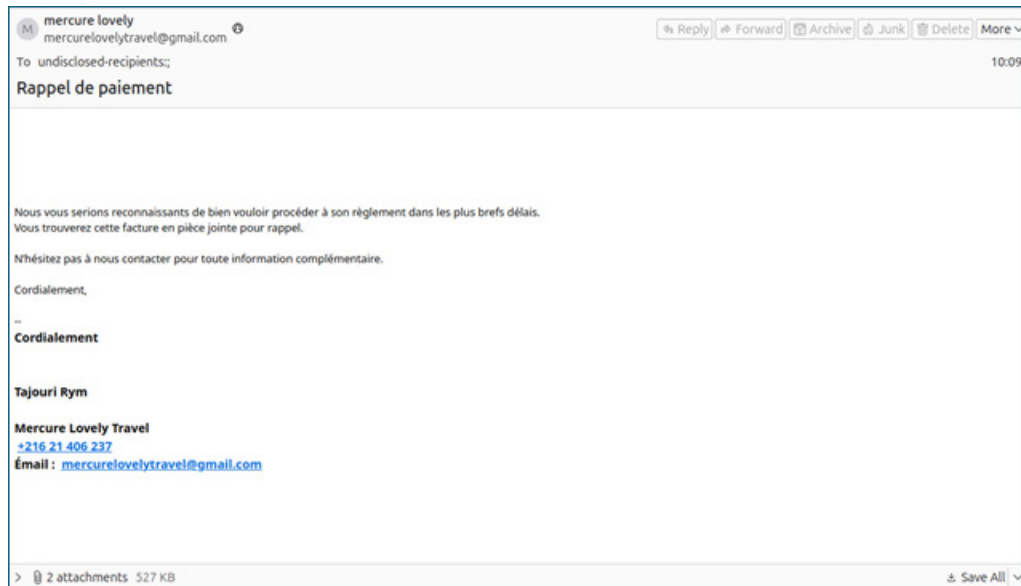 M
mercure lovely
mercurelovelytravel@gmail.com
Reply Forward Archive Junk Delete More
To undisclosed-recipients:;
10:09
Rappel de paiement
Nous vous serions reconnaissants de bien vouloir procéder à son règlement dans les plus brefs délais.
Vous trouverez cette facture en pièce jointe pour rappel.
N'hésitez pas à nous contacter pour toute information complémentaire.
Cordialement,
--
Cordialement
Tajouri Rym
Mercure Lovely Travel
+216 21 406 237
Émail : mercurelovelytravel@gmail.com
2 attachments 527 KB
Save All